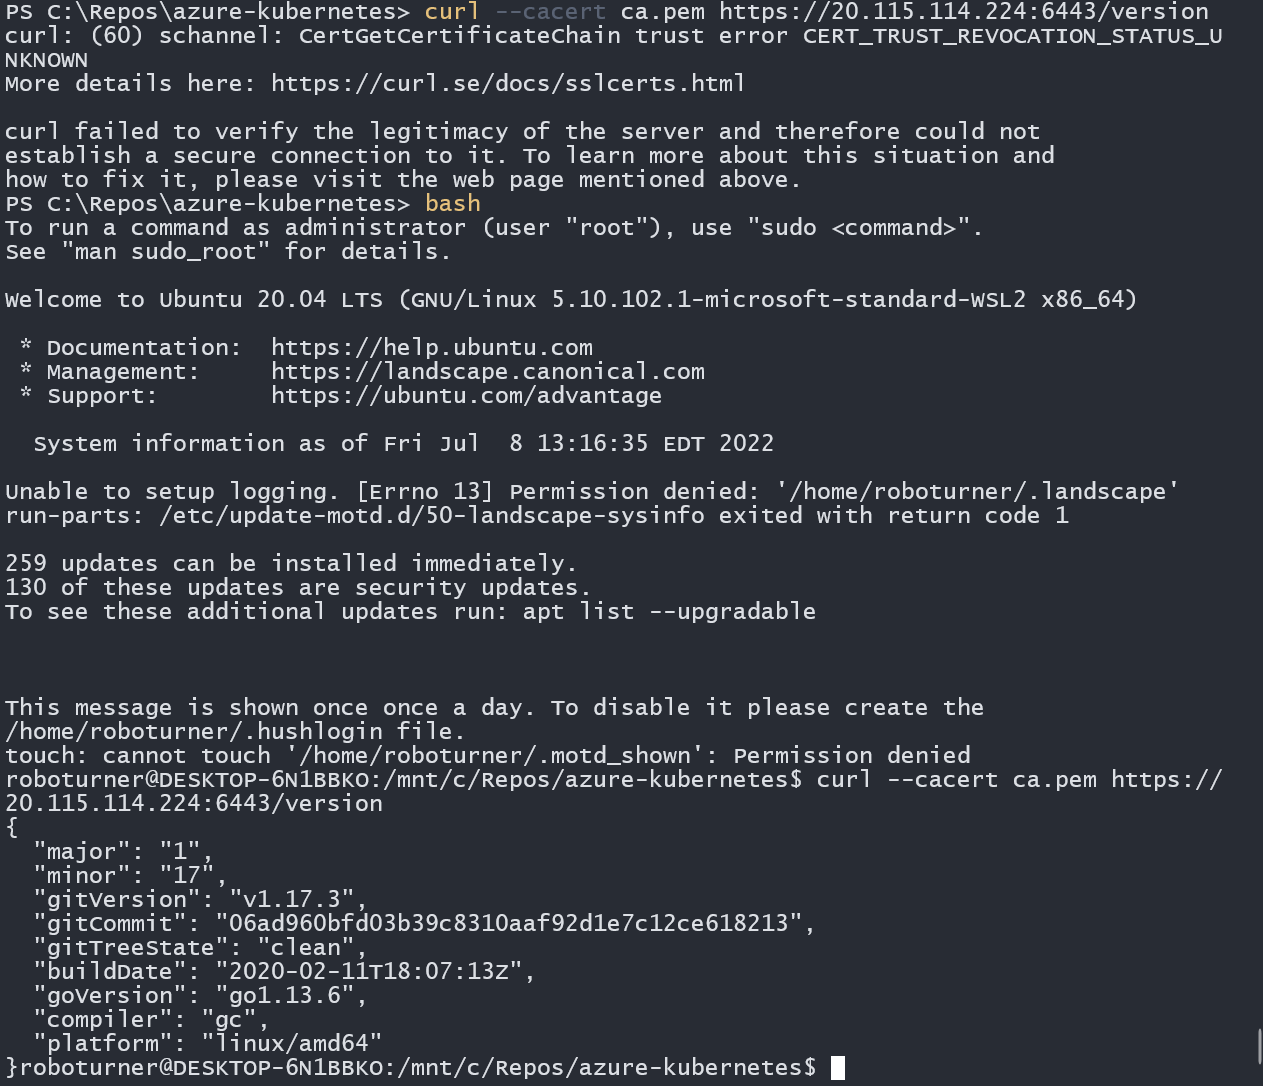 PS C:\Repos\azure-kubernetes> curl --cacert ca.pem https://20.115.114.224:6443/version
curl: (60) schannel: CertGetCertificateChain trust error CERT_TRUST_REVOCATION_STATUS_U
NKNOWN
More details here: https://curl.se/docs/sslcerts.html

curl failed to verify the legitimacy of the server and therefore could not
establish a secure connection to it. To learn more about this situation and
how to fix it, please visit the web page mentioned above.
PS C:\Repos\azure-kubernetes> bash
To run a command as administrator (user "root"), use "sudo <command>".
See "man sudo_root" for details.

Welcome to Ubuntu 20.04 LTS (GNU/Linux 5.10.102.1-microsoft-standard-WSL2 x86_64)

 * Documentation:  https://help.ubuntu.com
 * Management:     https://landscape.canonical.com
 * Support:        https://ubuntu.com/advantage

  System information as of Fri Jul  8 13:16:35 EDT 2022

Unable to setup logging. [Errno 13] Permission denied: '/home/roboturner/.landscape'
run-parts: /etc/update-motd.d/50-landscape-sysinfo exited with return code 1

259 updates can be installed immediately.
130 of these updates are security updates.
To see these additional updates run: apt list --upgradable

This message is shown once once a day. To disable it please create the
/home/roboturner/.hushlogin file.
touch: cannot touch '/home/roboturner/.motd_shown': Permission denied
roboturner@DESKTOP-6N1BBKO:/mnt/c/Repos/azure-kubernetes$ curl --cacert ca.pem https://
20.115.114.224:6443/version
{
  "major": "1",
  "minor": "17",
  "gitVersion": "v1.17.3",
  "gitCommit": "06ad960bfd03b39c8310aaf92d1e7c12ce618213",
  "gitTreeState": "clean",
  "buildDate": "2020-02-11T18:07:13Z",
  "goVersion": "go1.13.6",
  "compiler": "gc",
  "platform": "linux/amd64"
}roboturner@DESKTOP-6N1BBKO:/mnt/c/Repos/azure-kubernetes$